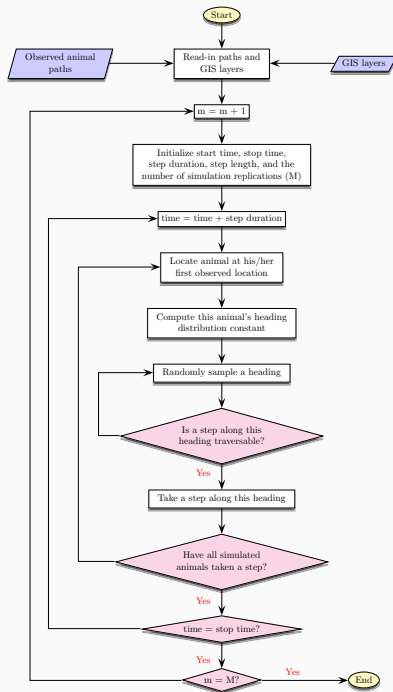 Start
Observed animal
paths
Read-in paths and
GIS layers
GIS layers
m = m + 1
Initialize start time, stop time,
step duration, step length, and the
number of simulation replications (M)
time = time + step duration
Locate animal at his/her
first observed location
Compute this animal's heading
distribution constant
Randomly sample a heading
Is a step along this
heading traversable?
Yes
Take a step along this heading
Have all simulated
animals taken a step?
Yes
time = stop time?
Yes
m = M?
Yes
End